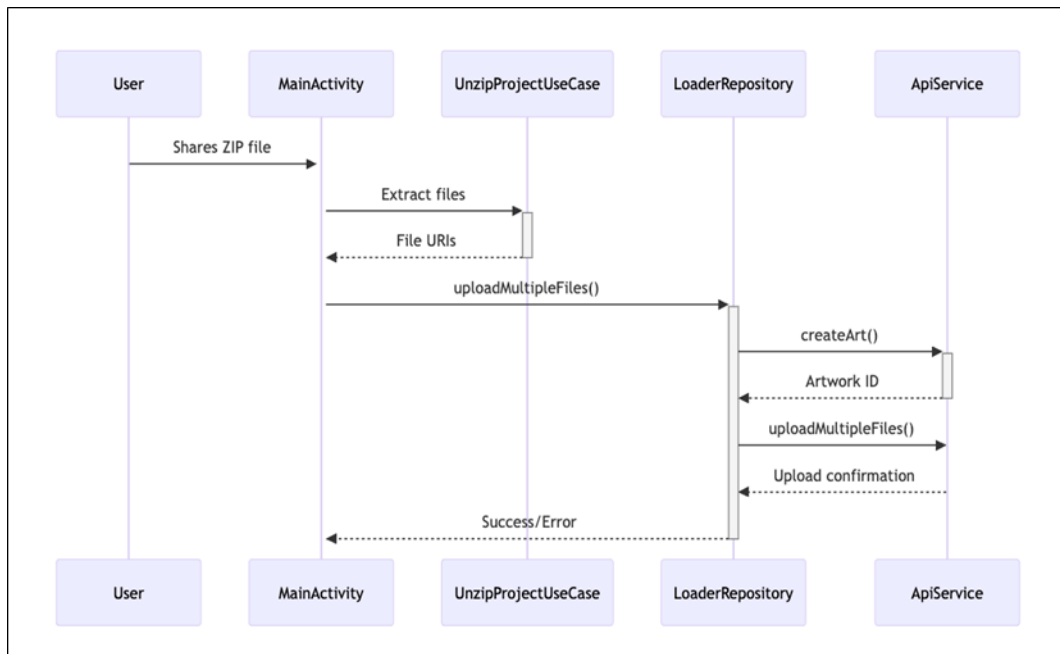 User
MainActivity
UnzipProjectUseCase
LoaderRepository
ApiService
Shares ZIP file
Extract files
File URIs
uploadMultipleFiles()
createArt()
Artwork ID
uploadMultipleFiles()
Upload confirmation
Success/Error
User
MainActivity
UnzipProjectUseCase
LoaderRepository
ApiService